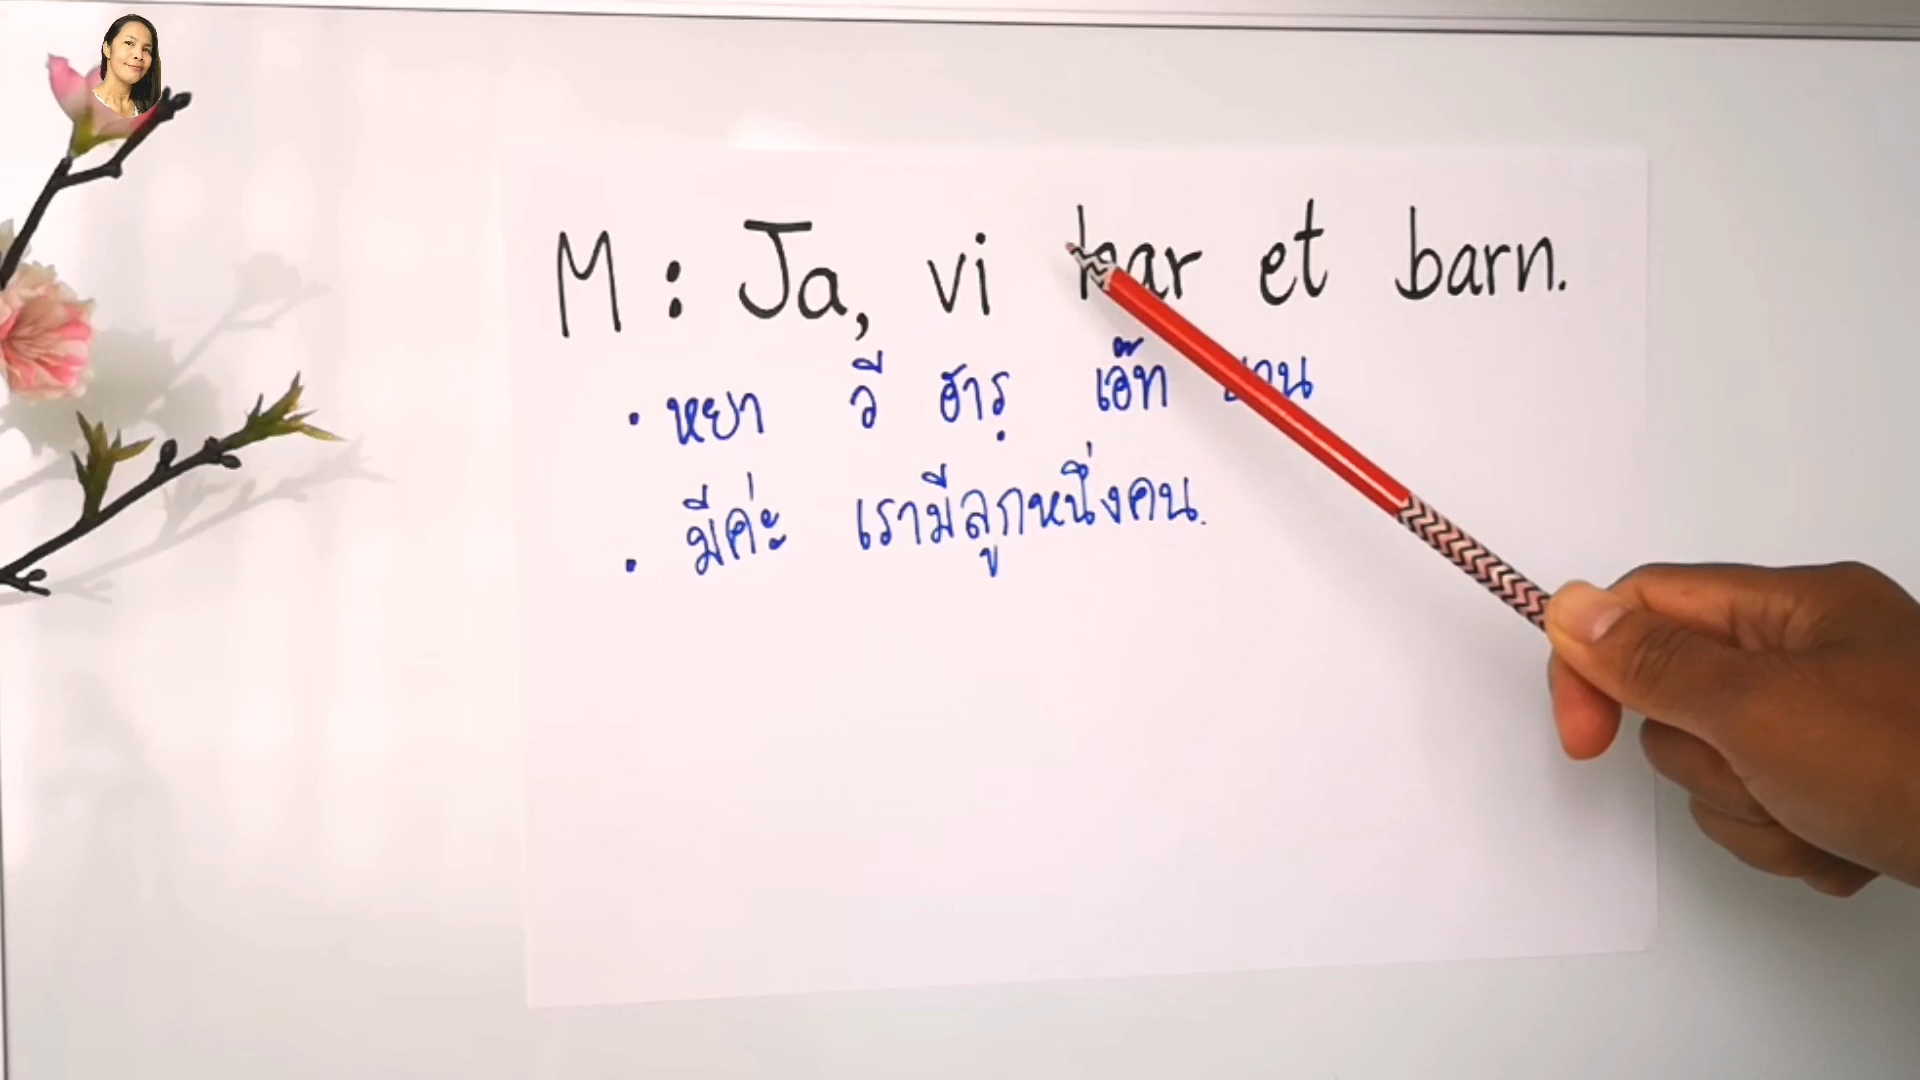 M : Ja, vi har et barn.
• หยา วี ฮารฺ เอ็๊ท
• มีค่ะ เรามีลูกหนึ่งคน.